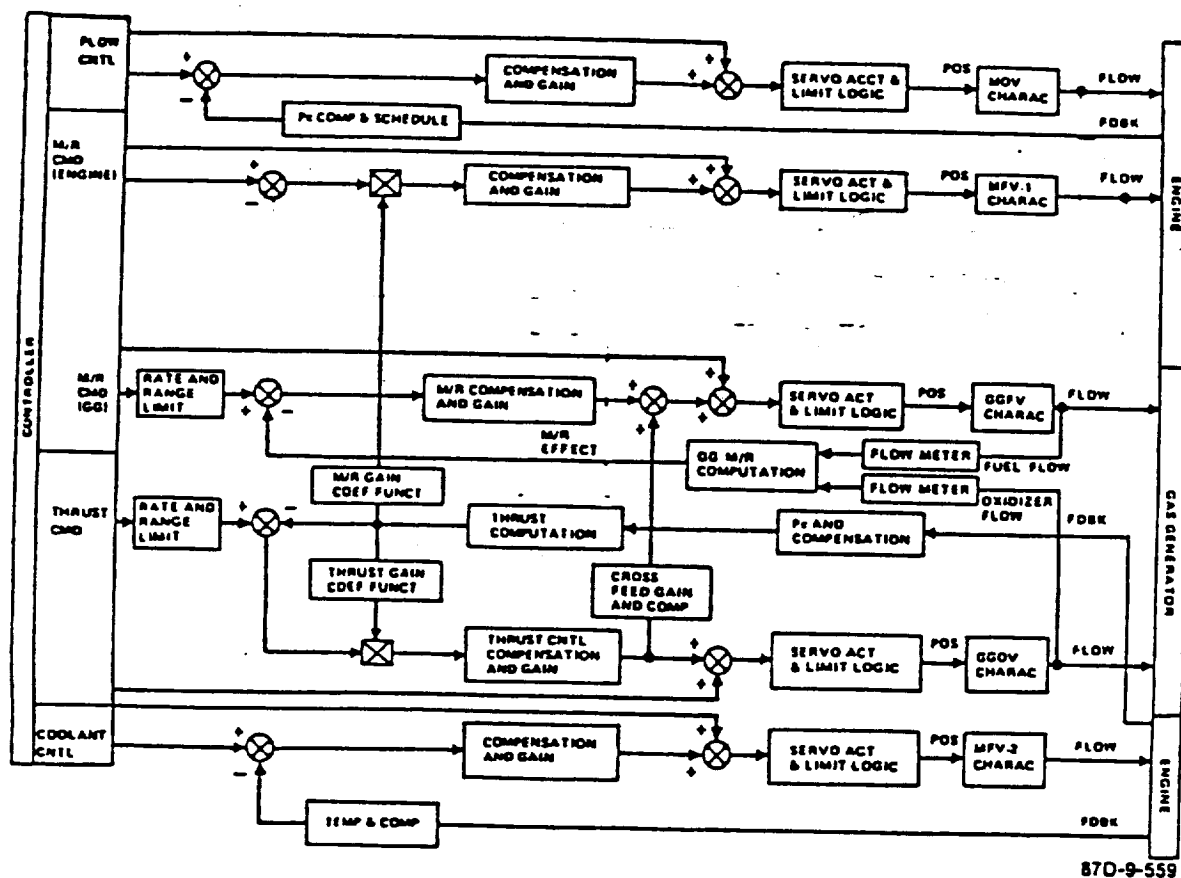 CONTROLLER
FLOW
CNTL
+
−
COMPENSATION
AND GAIN
+
+
SERVO ACCT &
LIMIT LOGIC
POS
MOV
CHARAC
FLOW
Pc COMP & SCHEDULE
FDBK
M/R
CMD
(ENGINE)
+
−
COMPENSATION
AND GAIN
+
+
SERVO ACT &
LIMIT LOGIC
POS
MFV-1
CHARAC
FLOW
ENGINE
M/R
CMD
(GG)
RATE AND
RANGE
LIMIT
+
−
M/R COMPENSATION
AND GAIN
+
+
+
+
SERVO ACT
& LIMIT LOGIC
POS
GGFV
CHARAC
FLOW
M/R
EFFECT
GG M/R
COMPUTATION
FLOW METER
FUEL FLOW
FLOW METER
OXIDIZER
FLOW
M/R GAIN
COEF FUNCT
THRUST
CMD
RATE AND
RANGE
LIMIT
+
−
THRUST
COMPUTATION
Pc AND
COMPENSATION
FDBK
GAS GENERATOR
THRUST GAIN
COEF FUNCT
CROSS
FEED GAIN
AND COMP
THRUST CNTL
COMPENSATION
AND GAIN
+
+
SERVO ACT
& LIMIT LOGIC
POS
GGOV
CHARAC
FLOW
COOLANT
CNTL
+
−
COMPENSATION
AND GAIN
+
+
SERVO ACT
& LIMIT LOGIC
POS
MFV-2
CHARAC
FLOW
ENGINE
TEMP & COMP
FDBK
87D-9-559